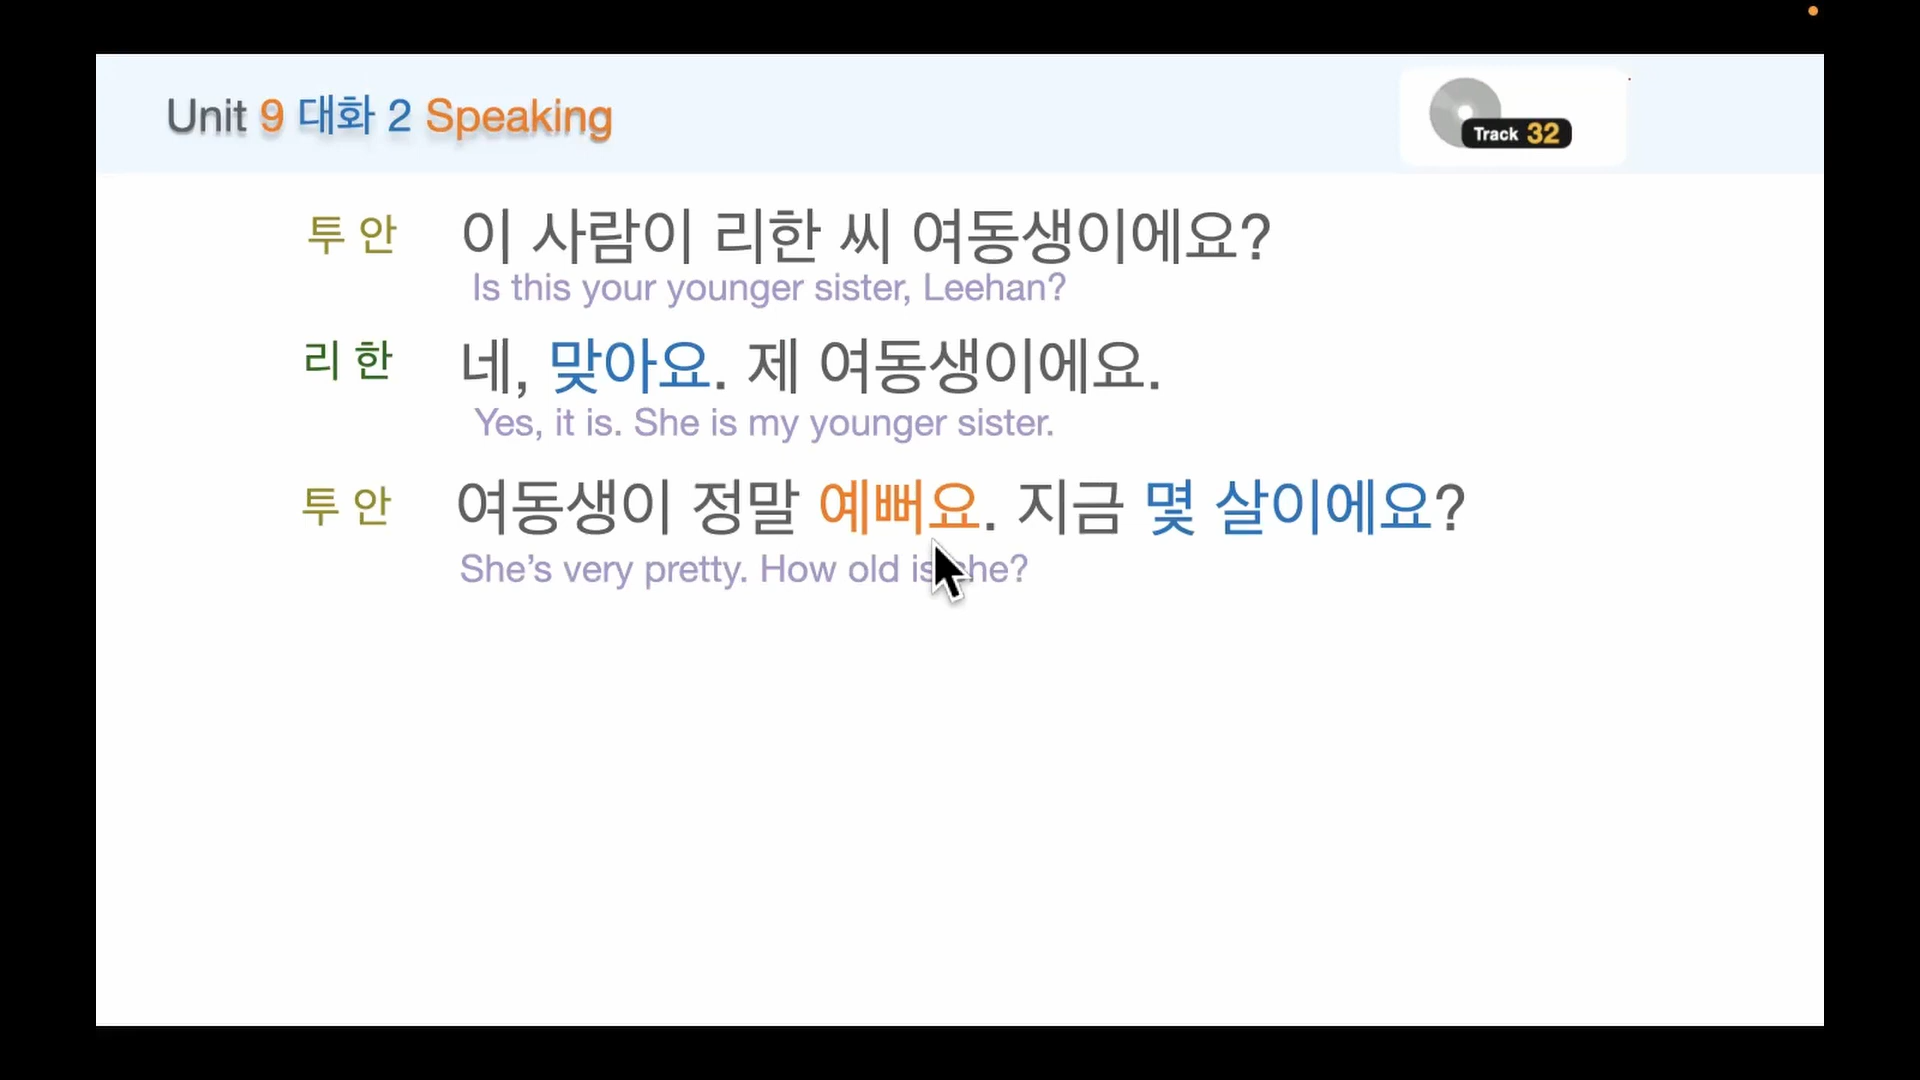 Unit 9 대화 2 Speaking
Track 32
투 안 이 사람이 리한 씨 여동생이에요?
Is this your younger sister, Leehan?
리 한 네, 맞아요. 제 여동생이에요.
Yes, it is. She is my younger sister.
투 안 여동생이 정말 예뻐요. 지금 몇 살이에요?
She’s very pretty. How old is she?